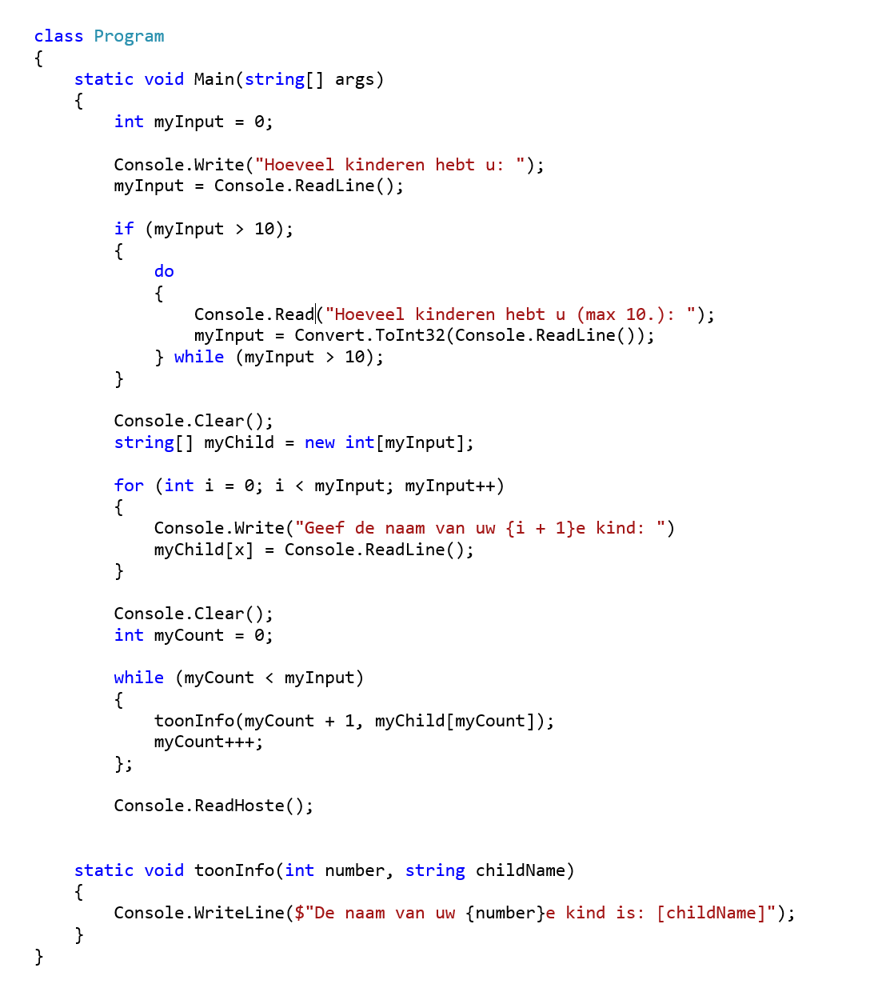 class Program
{
    static void Main(string[] args)
    {
        int myInput = 0;

        Console.Write("Hoeveel kinderen hebt u: ");
        myInput = Console.ReadLine();

        if (myInput > 10);
        {
            do
            {
                Console.Read("Hoeveel kinderen hebt u (max 10.): ");
                myInput = Convert.ToInt32(Console.ReadLine());
            } while (myInput > 10);
        }

        Console.Clear();
        string[] myChild = new int[myInput];

        for (int i = 0; i < myInput; myInput++)
        {
            Console.Write("Geef de naam van uw {i + 1}e kind: ")
            myChild[x] = Console.ReadLine();
        }

        Console.Clear();
        int myCount = 0;

        while (myCount < myInput)
        {
            toonInfo(myCount + 1, myChild[myCount]);
            myCount+++;
        };

        Console.ReadHoste();


    static void toonInfo(int number, string childName)
    {
        Console.WriteLine($"De naam van uw {number}e kind is: [childName]");
    }
}